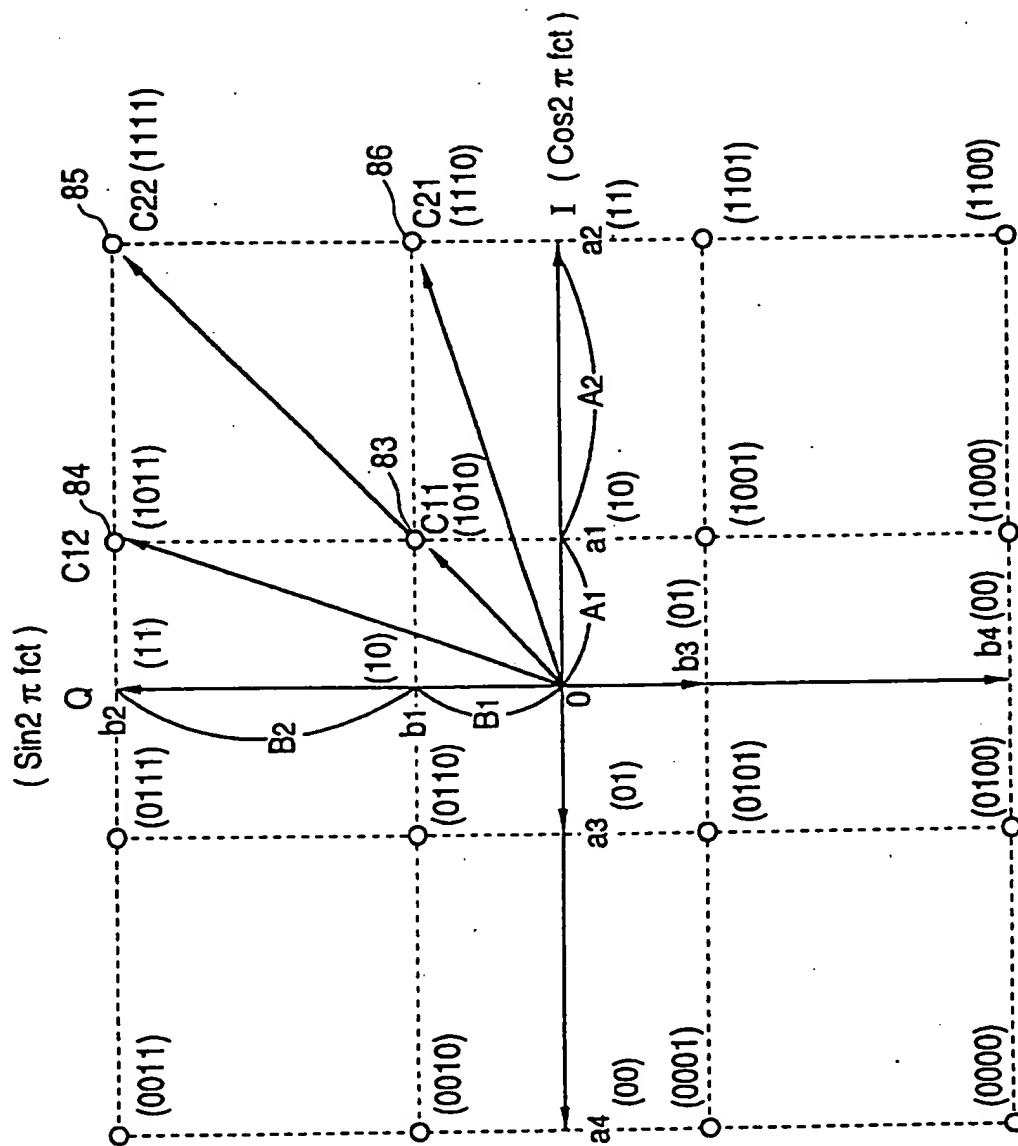 ( Sin2 π fct )
Q
b2
(11)
C12
84
(1011)
85
C22 (1111)
(0011)
(0111)
B2
b1
(10)
B1
83
C11
(1010)
86
C21
(1110)
(0010)
(0110)
I ( Cos2 π fct )
a4
(00)
a3
(01)
0
A1
a1
(10)
A2
a2
(11)
(0001)
(0101)
b3 (01)
(1001)
(1101)
(0000)
(0100)
b4 (00)
(1000)
(1100)